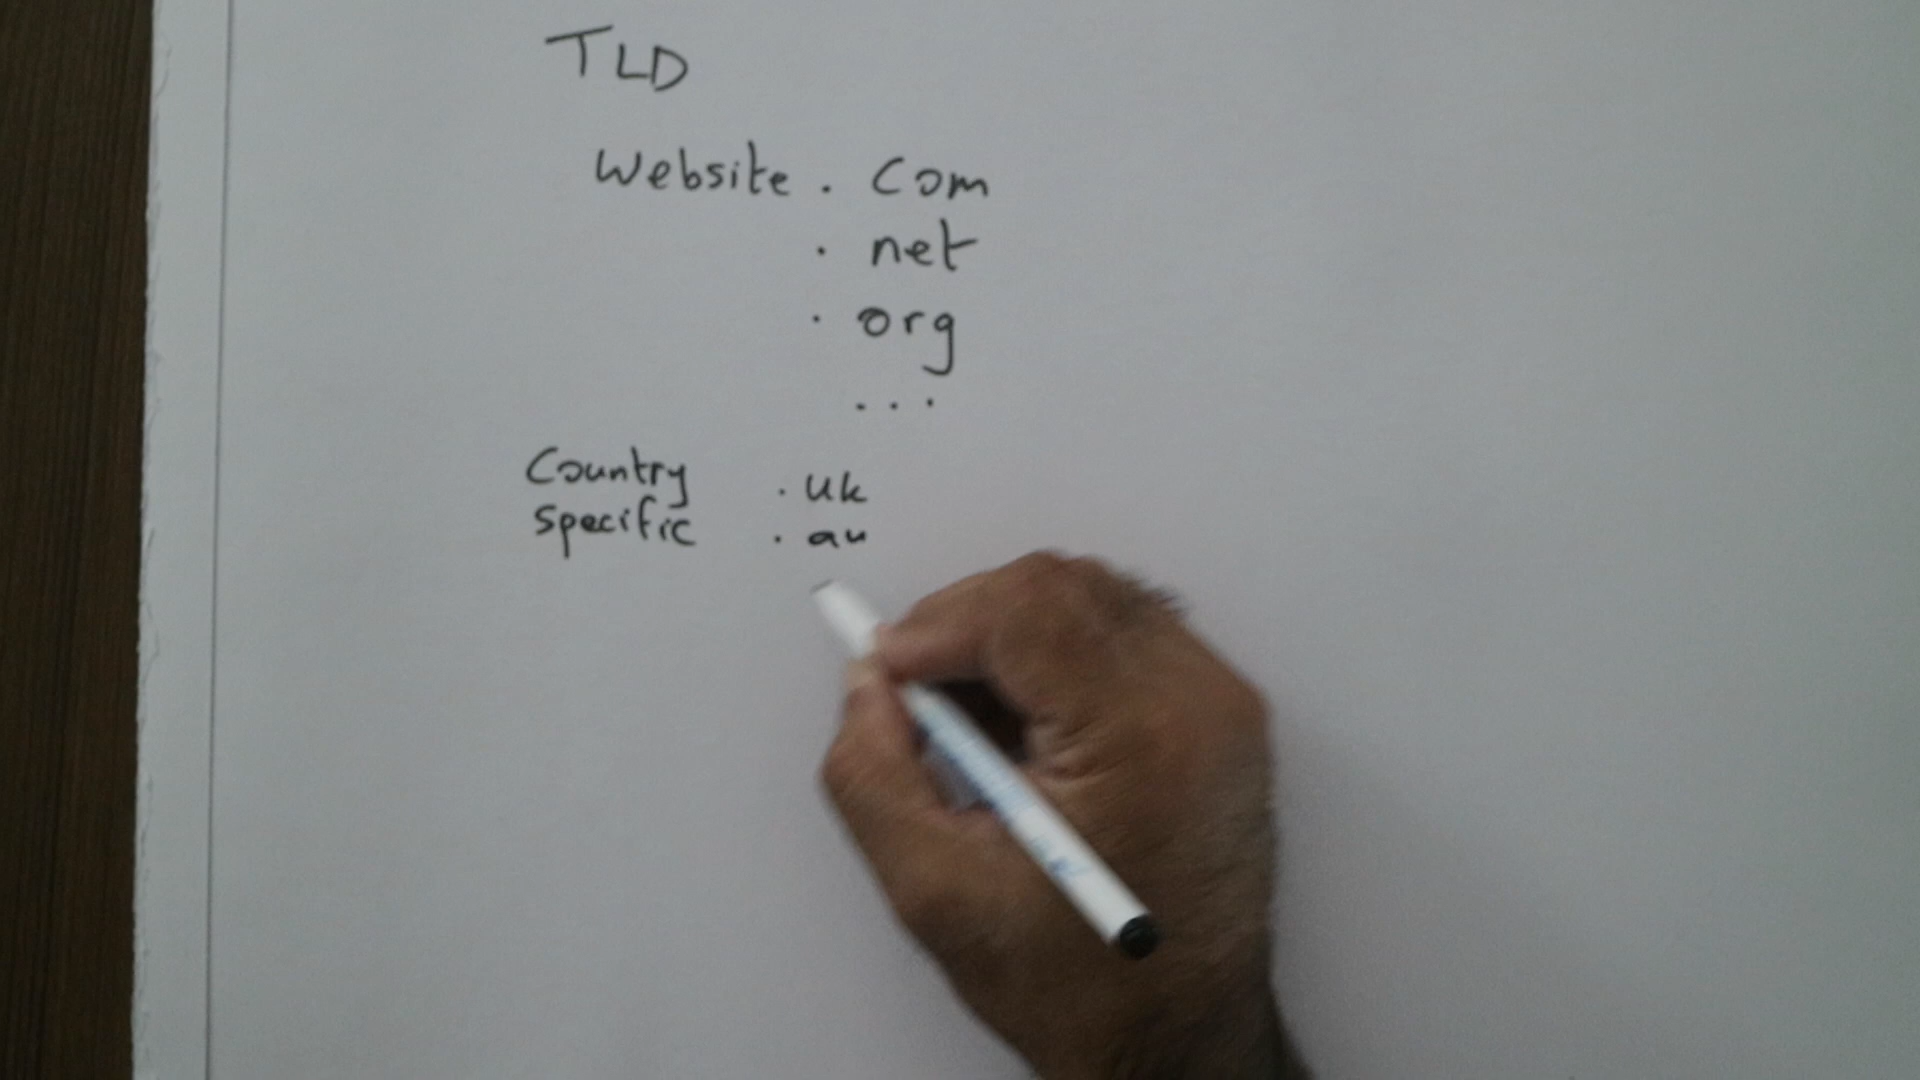 TLD
Website . Com
. net
. org
...
Country . uk
specific . au